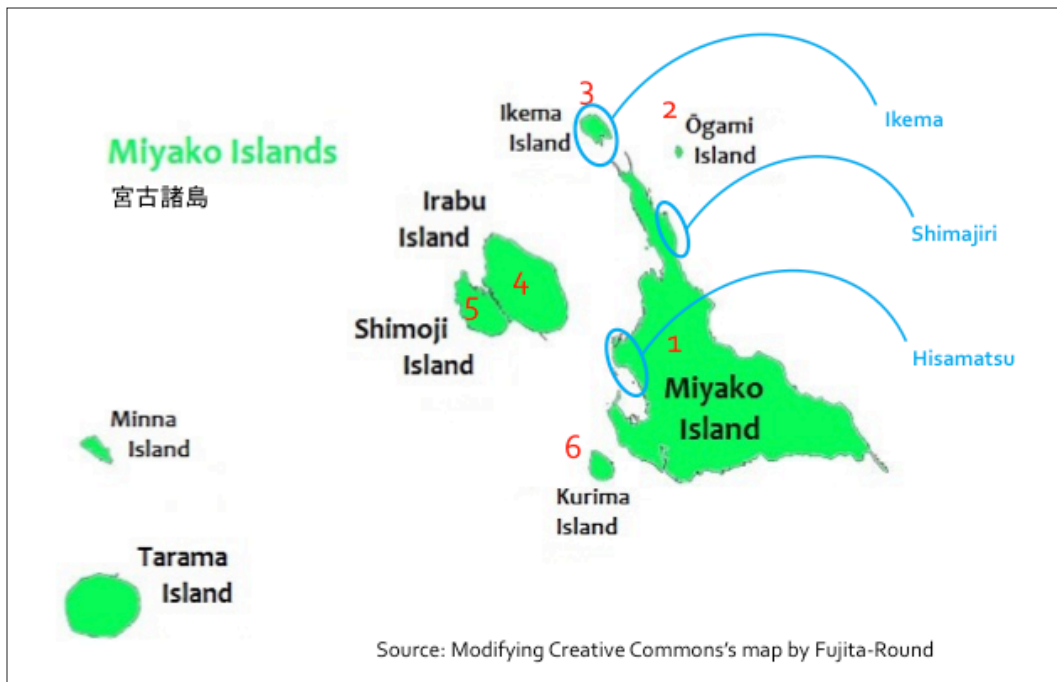 3
Ikema
Island
2
Ōgami
Island
Ikema
Miyako Islands
宮古諸島
Irabu
Island
Shimajiri
4
5
Shimoji
Island
1
Hisamatsu
Miyako
Island
Minna
Island
6
Kurima
Island
Tarama
Island
Source: Modifying Creative Commons's map by Fujita-Round